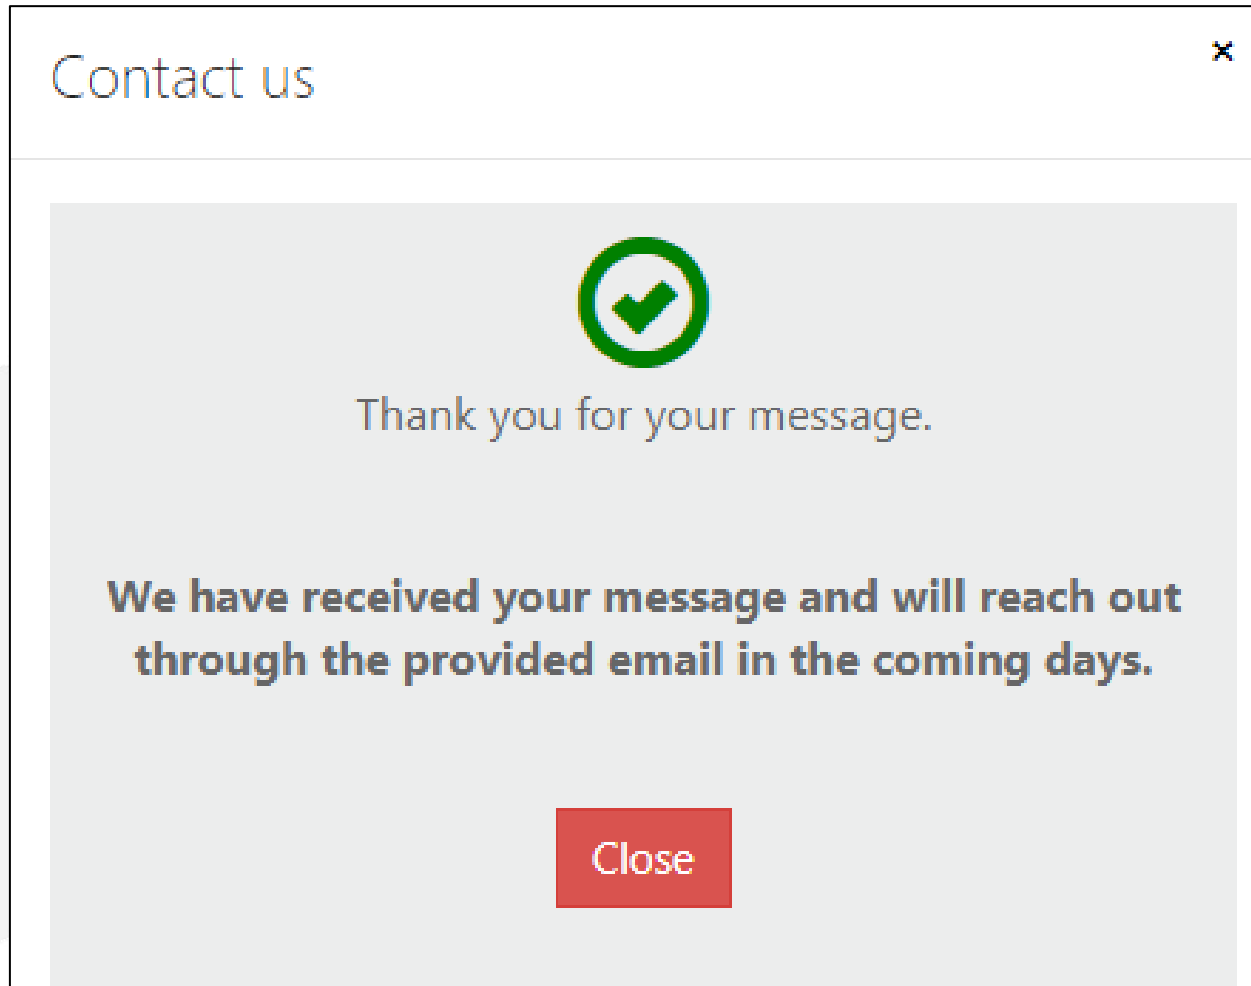 Contact us
Thank you for your message.
We have received your message and will reach out
through the provided email in the coming days.
Close